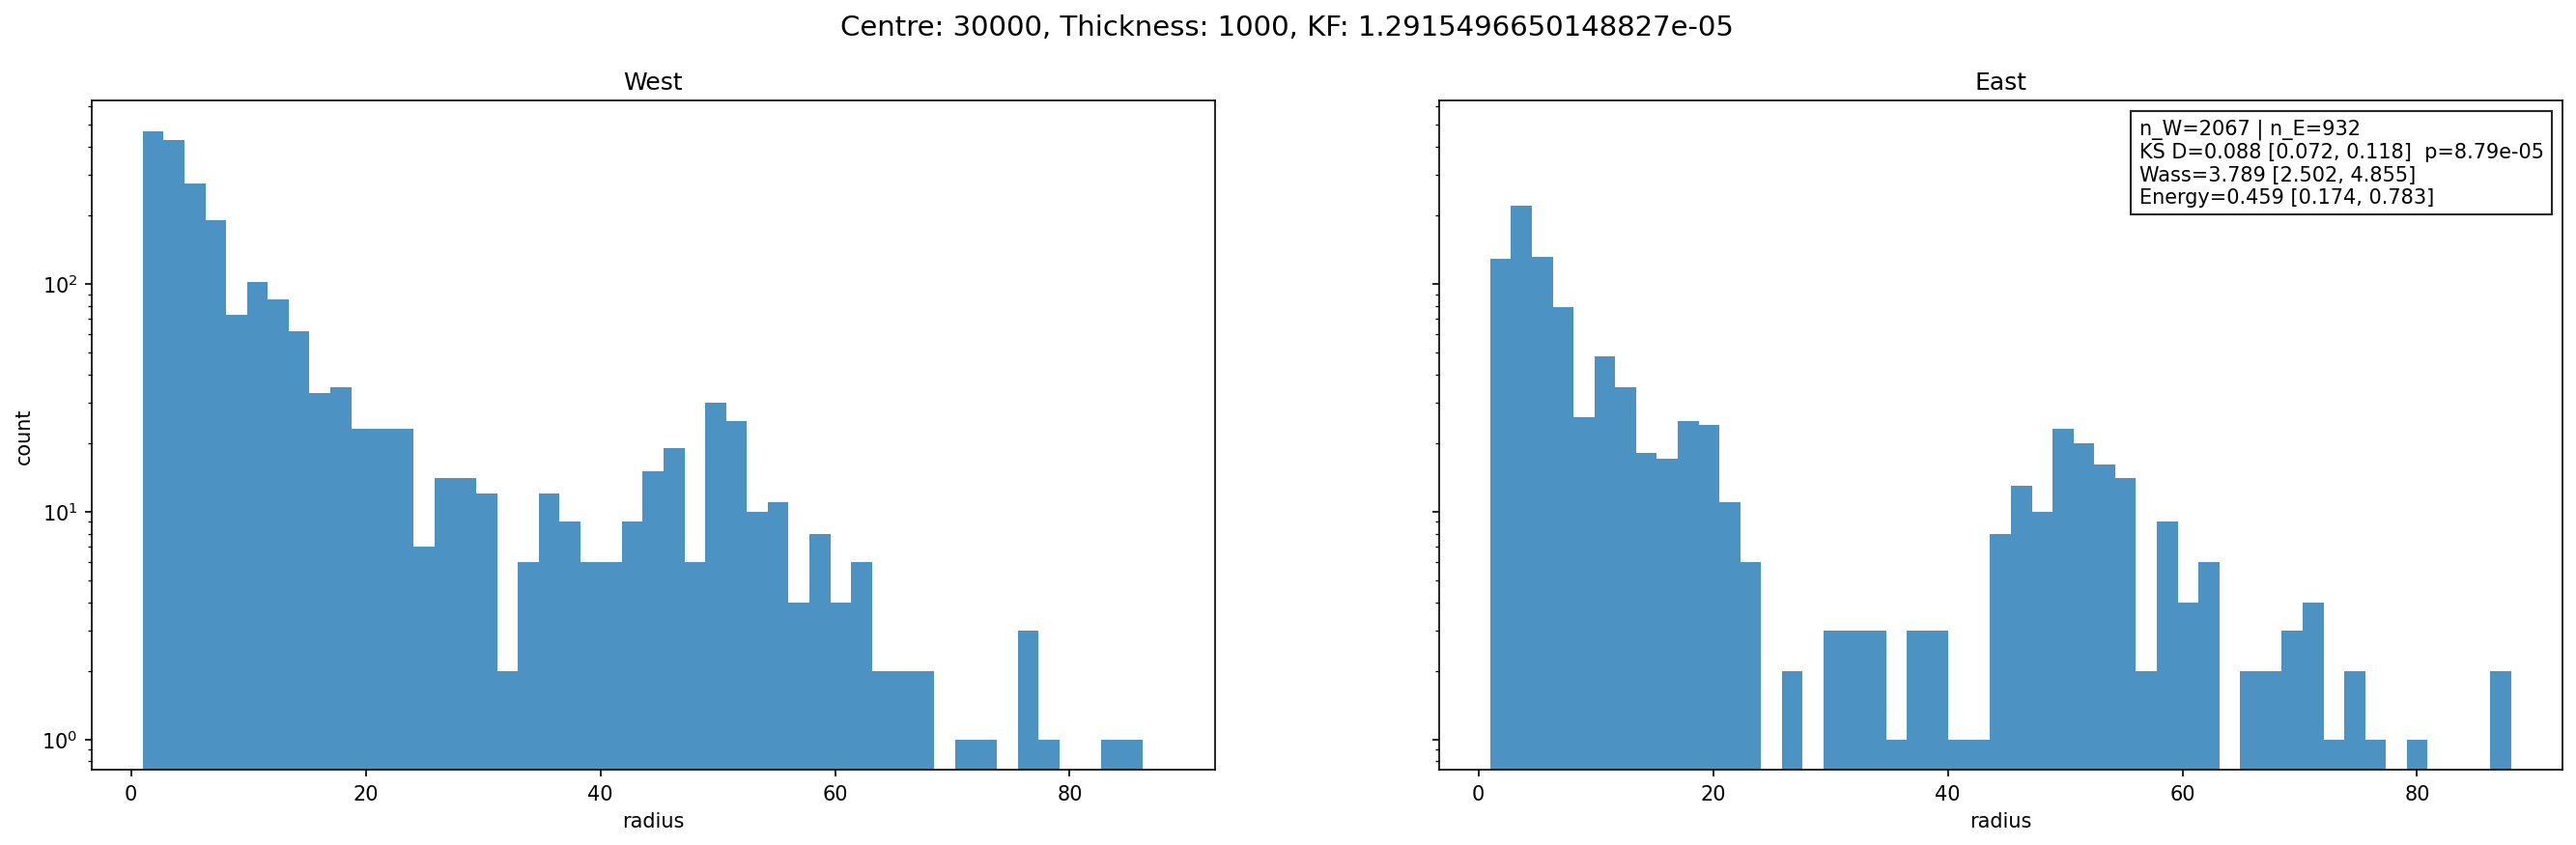 Centre: 30000, Thickness: 1000, KF: 1.2915496650148827e-05
West
East
n_W=2067 | n_E=932
KS D=0.088 [0.072, 0.118]  p=8.79e-05
Wass=3.789 [2.502, 4.855]
Energy=0.459 [0.174, 0.783]
10²
10¹
10⁰
count
0 20 40 60 80
radius
0 20 40 60 80
radius